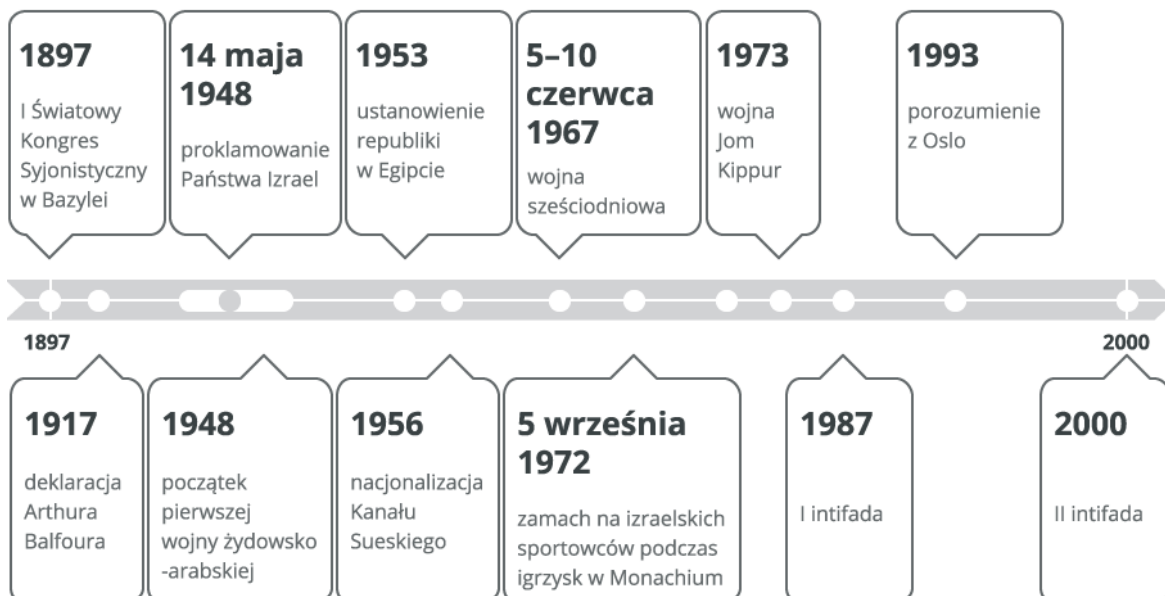 1897
I Światowy
Kongres
Syjonistyczny
w Bazylei
14 maja
1948
proklamowanie
Państwa Izrael
1953
ustanowienie
republiki
w Egipcie
5–10
czerwca
1967
wojna
sześciodniowa
1973
wojna
Jom
Kippur
1993
porozumienie
z Oslo
1897
2000
1917
deklaracja
Arthura
Balfoura
1948
początek
pierwszej
wojny żydowsko
-arabskiej
1956
nacjonalizacja
Kanału
Sueskiego
5 września
1972
zamach na izraelskich
sportowców podczas
igrzysk w Monachium
1987
I intifada
2000
II intifada